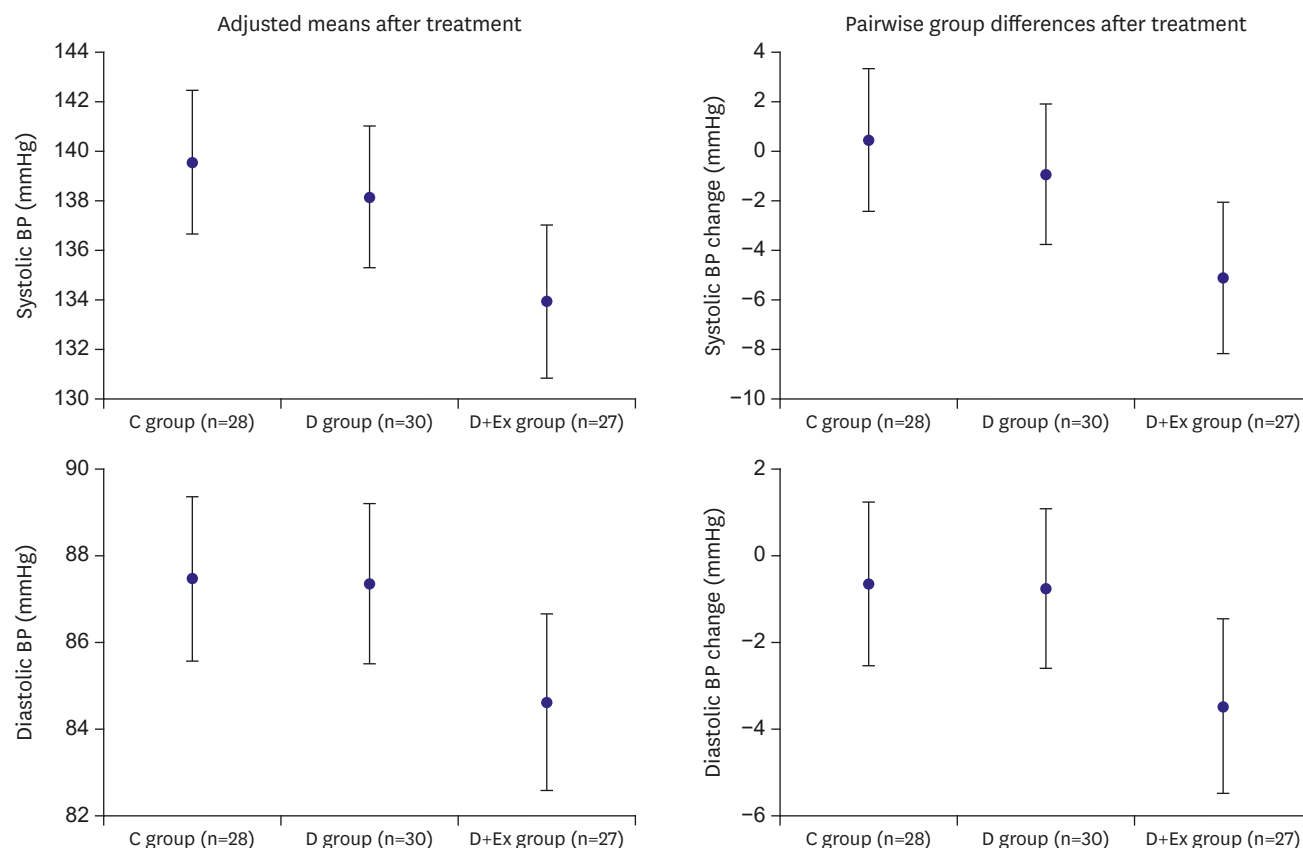 Adjusted means after treatment
Systolic BP (mmHg)
144
142
140
138
136
134
132
130
C group (n=28) D group (n=30) D+Ex group (n=27)
Pairwise group differences after treatment
Systolic BP change (mmHg)
4
2
0
−2
−4
−6
−8
−10
C group (n=28) D group (n=30) D+Ex group (n=27)
Diastolic BP (mmHg)
90
88
86
84
82
C group (n=28) D group (n=30) D+Ex group (n=27)
Diastolic BP change (mmHg)
2
0
−2
−4
−6
C group (n=28) D group (n=30) D+Ex group (n=27)